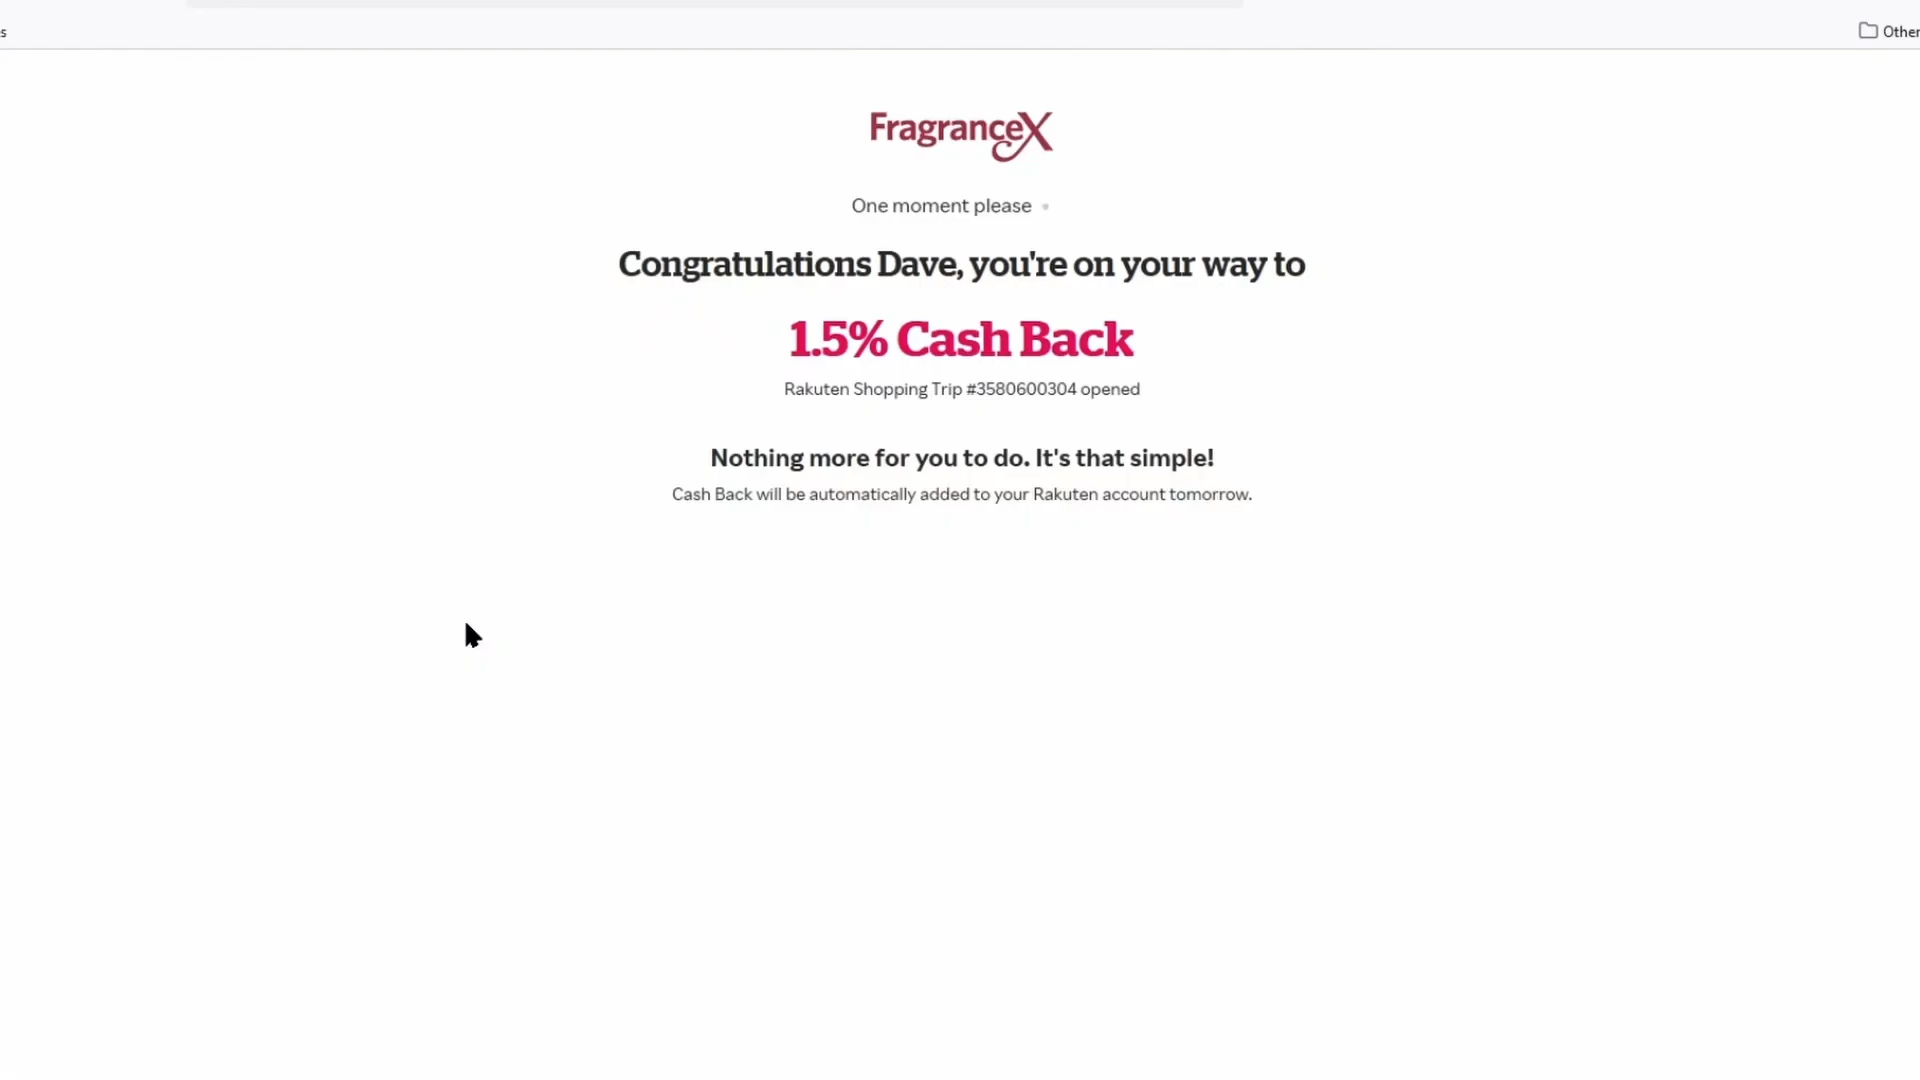 s
Other
FragranceX
One moment please
Congratulations Dave, you're on your way to
1.5% Cash Back
Rakuten Shopping Trip #3580600304 opened
Nothing more for you to do. It's that simple!
Cash Back will be automatically added to your Rakuten account tomorrow.